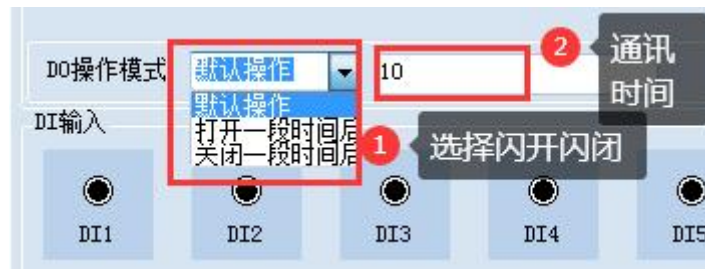 DO操作模式
默认操作
10
2
通讯
时间
默认操作
打开一段时间后
关闭一段时间后
DI输入
1
选择闪开闪闭
DI1
DI2
DI3
DI4
DI5